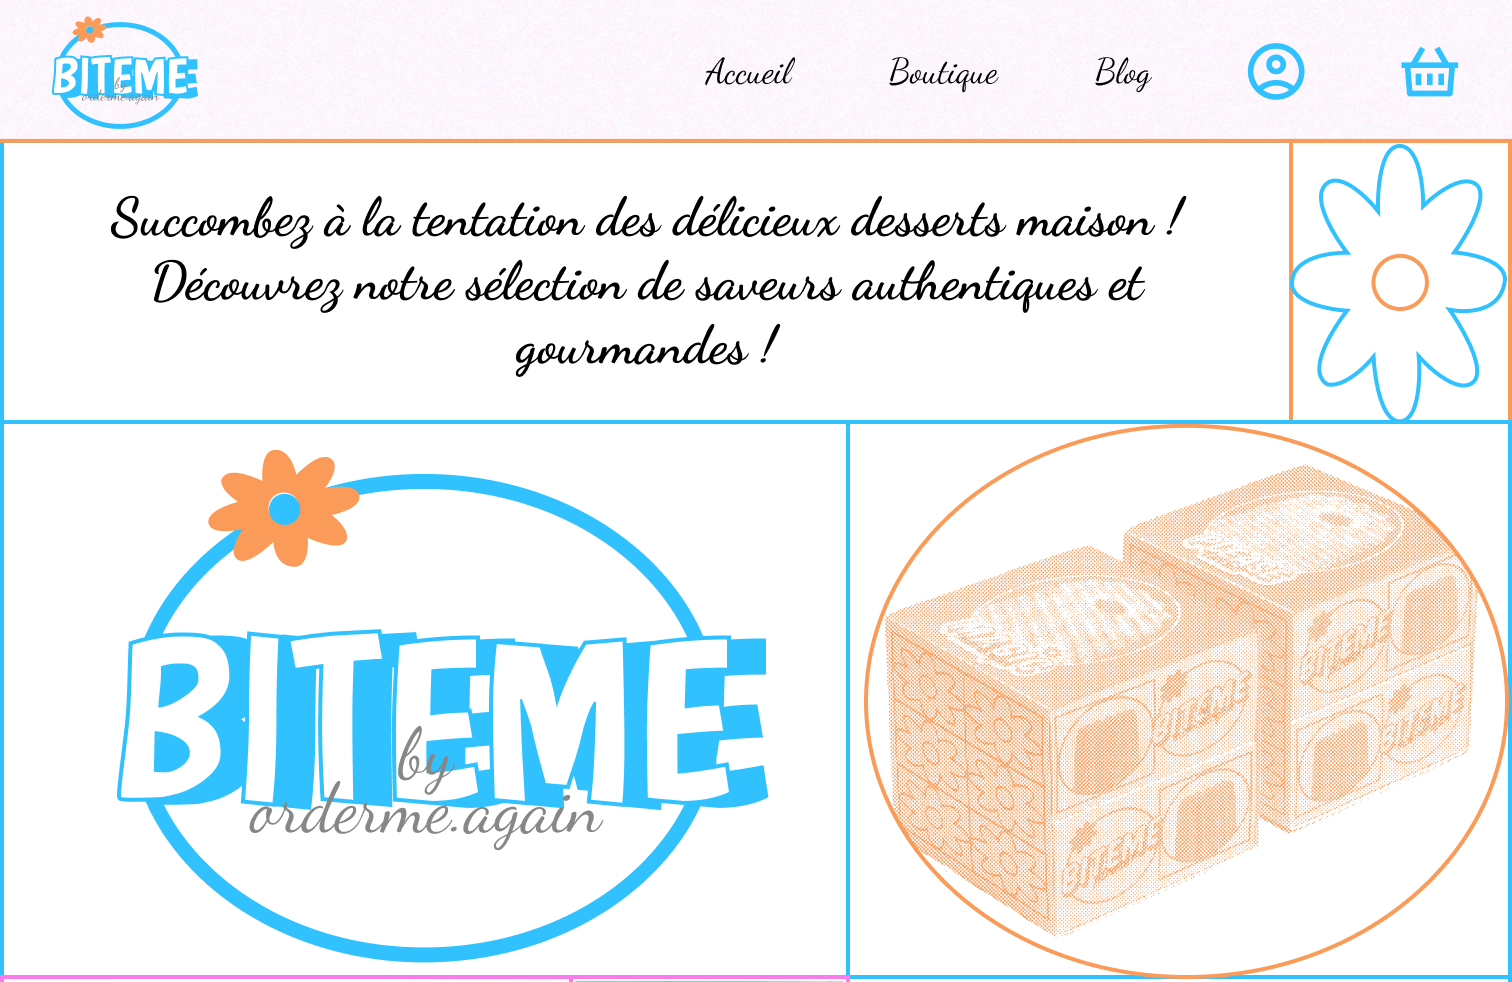 BITEME
by
orderme.again
Accueil
Boutique
Blog
Succombez à la tentation des délicieux desserts maison !
Découvrez notre sélection de saveurs authentiques et
gourmandes !
BITEME
by
orderme.again
BITEME
BITEME
BITEME
BITEME